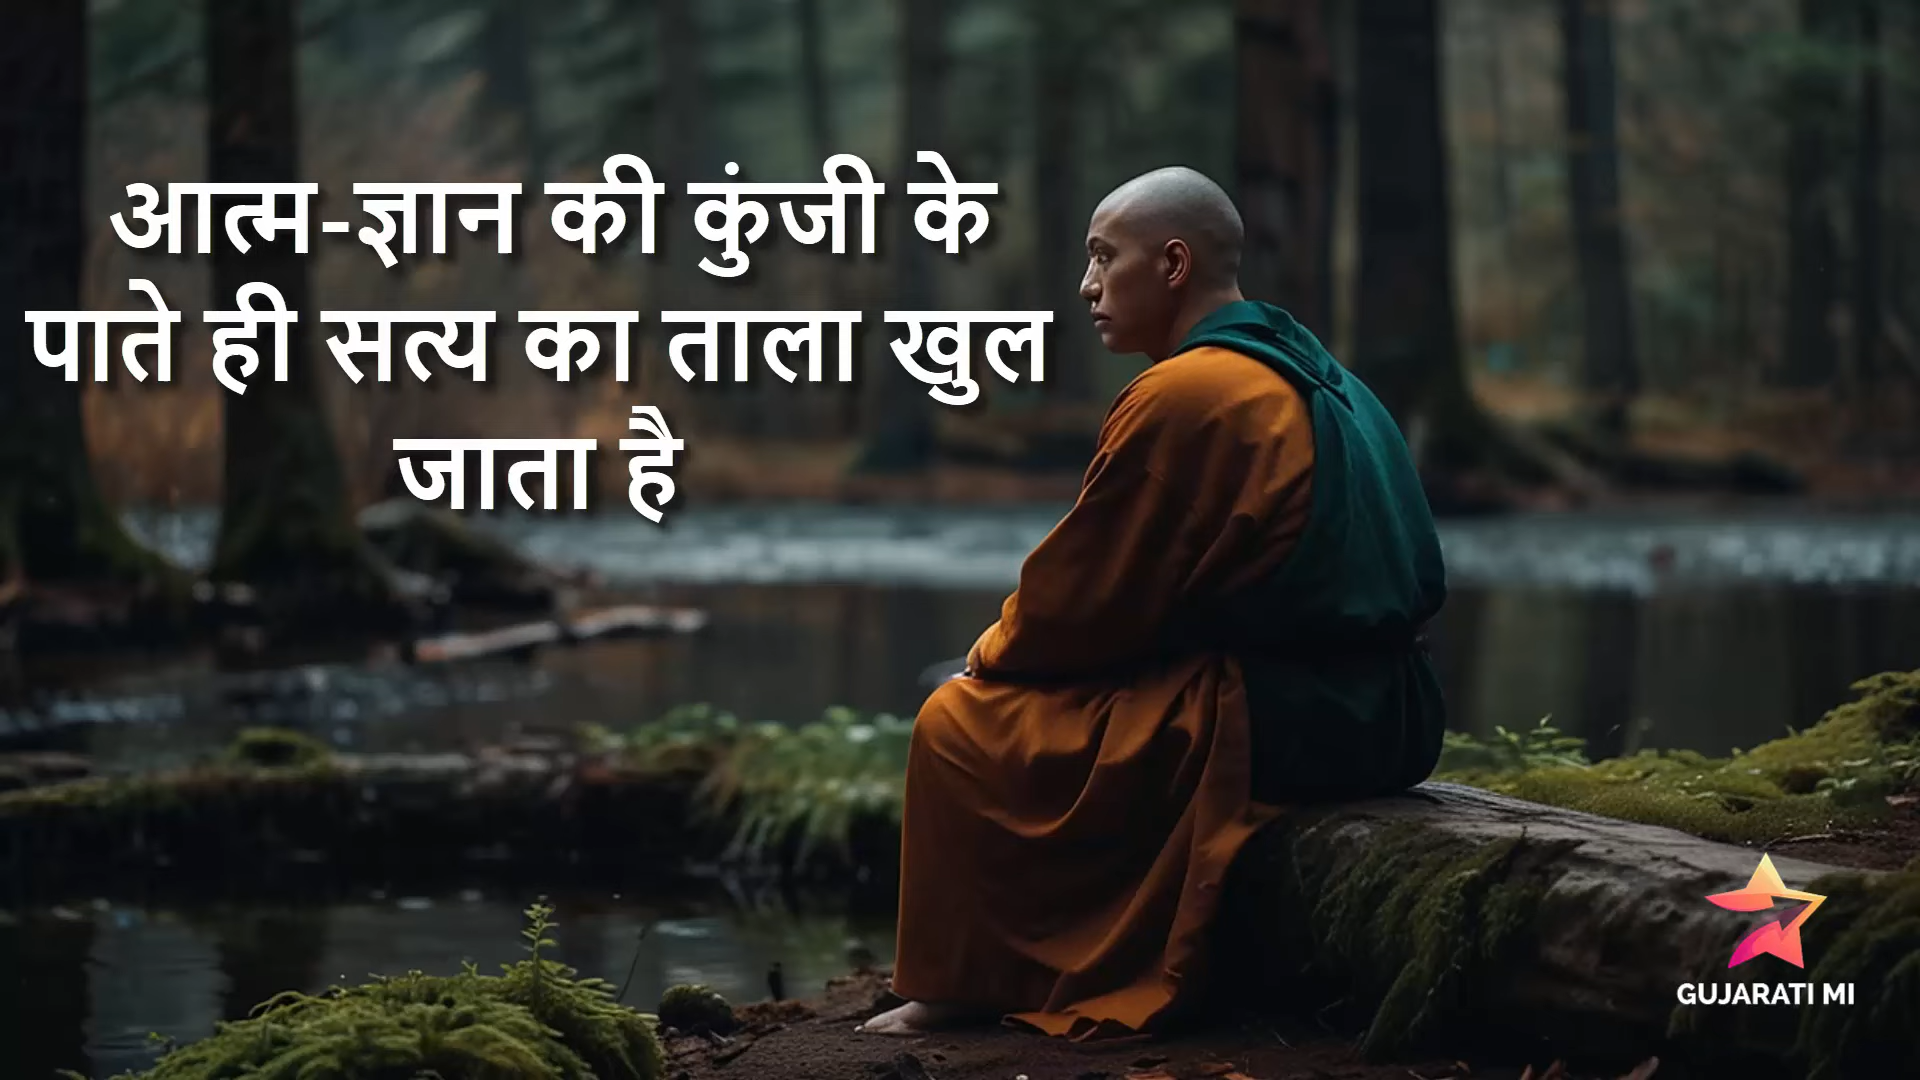 आत्म-ज्ञान की कुंजी के
पाते ही सत्य का ताला खुल
जाता है
GUJARATI MI